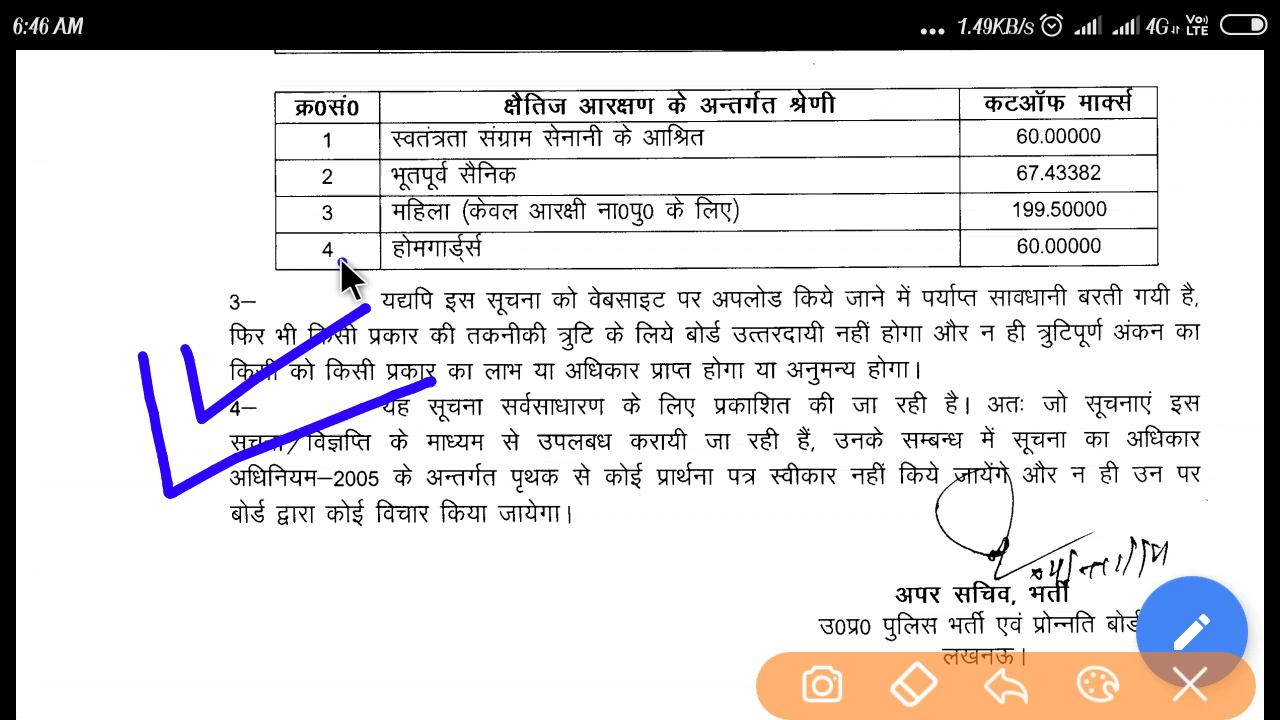 6:46 AM
... 1.49KB/s 4G Vo)) LTE
क्र0सं0 क्षैतिज आरक्षण के अन्तर्गत श्रेणी कटऑफ मार्क्स
1 स्वतंत्रता संग्राम सेनानी के आश्रित 60.00000
2 भूतपूर्व सैनिक 67.43382
3 महिला (केवल आरक्षी ना0पु0 के लिए) 199.50000
4 होमगार्ड्स 60.00000
3— यद्यपि इस सूचना को वेबसाइट पर अपलोड किये जाने में पर्याप्त सावधानी बरती गयी है,
फिर भी किसी प्रकार की तकनीकी त्रुटि के लिये बोर्ड उत्तरदायी नहीं होगा और न ही त्रुटिपूर्ण अंकन का
किसी को किसी प्रकार का लाभ या अधिकार प्राप्त होगा या अनुमन्य होगा।
4— यह सूचना सर्वसाधारण के लिए प्रकाशित की जा रही है। अतः जो सूचनाएं इस
सूचना/विज्ञप्ति के माध्यम से उपलबध करायी जा रही हैं, उनके सम्बन्ध में सूचना का अधिकार
अधिनियम—2005 के अन्तर्गत पृथक से कोई प्रार्थना पत्र स्वीकार नहीं किये जायेंगे और न ही उन पर
बोर्ड द्वारा कोई विचार किया जायेगा।
अपर सचिव, भर्ती
उ0प्र0 पुलिस भर्ती एवं प्रोन्नति बोर्ड
लखनऊ।